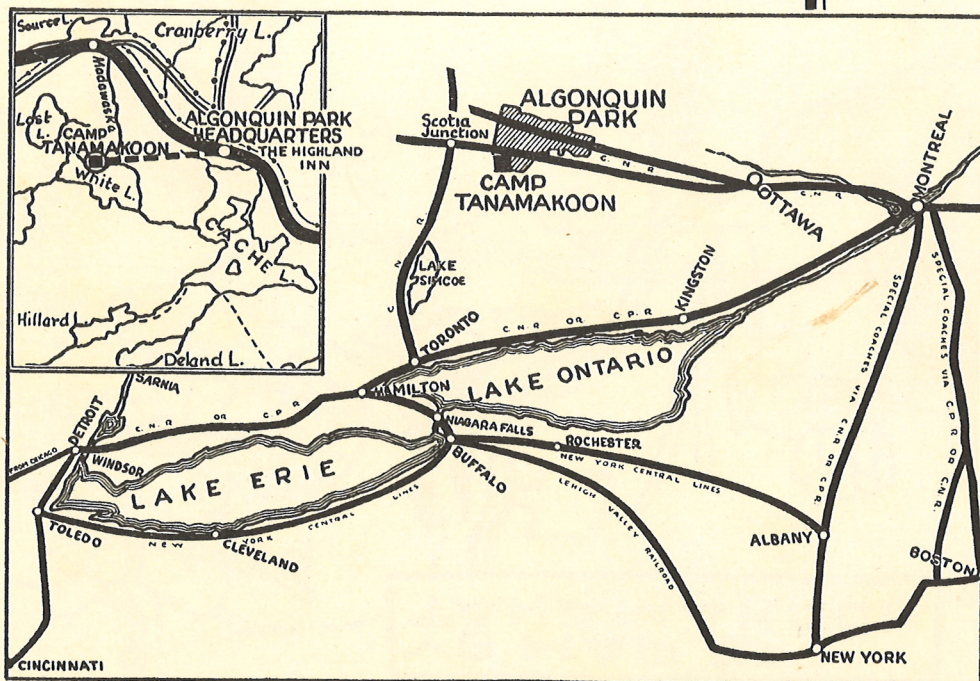 Source L.
Cranberry L.
Madawaska
Lost
L.
CAMP
TANAMAKOON
White L.
ALGONQUIN PARK
HEADQUARTERS
THE HIGHLAND
INN
CACHE L.
Hillard
Deland L.
ALGONQUIN
PARK
Scotia
Junction
C. N. R
CAMP
TANAMAKOON
OTTAWA
C. N. R
MONTREAL
C. N. R.
LAKE
SIMCOE
KINGSTON
TORONTO
C. N. R OR C. P. R
LAKE ONTARIO
HAMILTON
SARNIA
DETROIT
C. N. R OR C. P. R
NIAGARA FALLS
BUFFALO
ROCHESTER
NEW YORK CENTRAL LINES
FROM CHICAGO
WINDSOR
LAKE ERIE
TOLEDO
NEW YORK CENTRAL LINES
CLEVELAND
LEHIGH VALLEY RAILROAD
SPECIAL COACHES VIA C.N.R OR C.P.R.
SPECIAL COACHES VIA C.P.R OR C.N.R.
ALBANY
BOSTON
NEW YORK
CINCINNATI